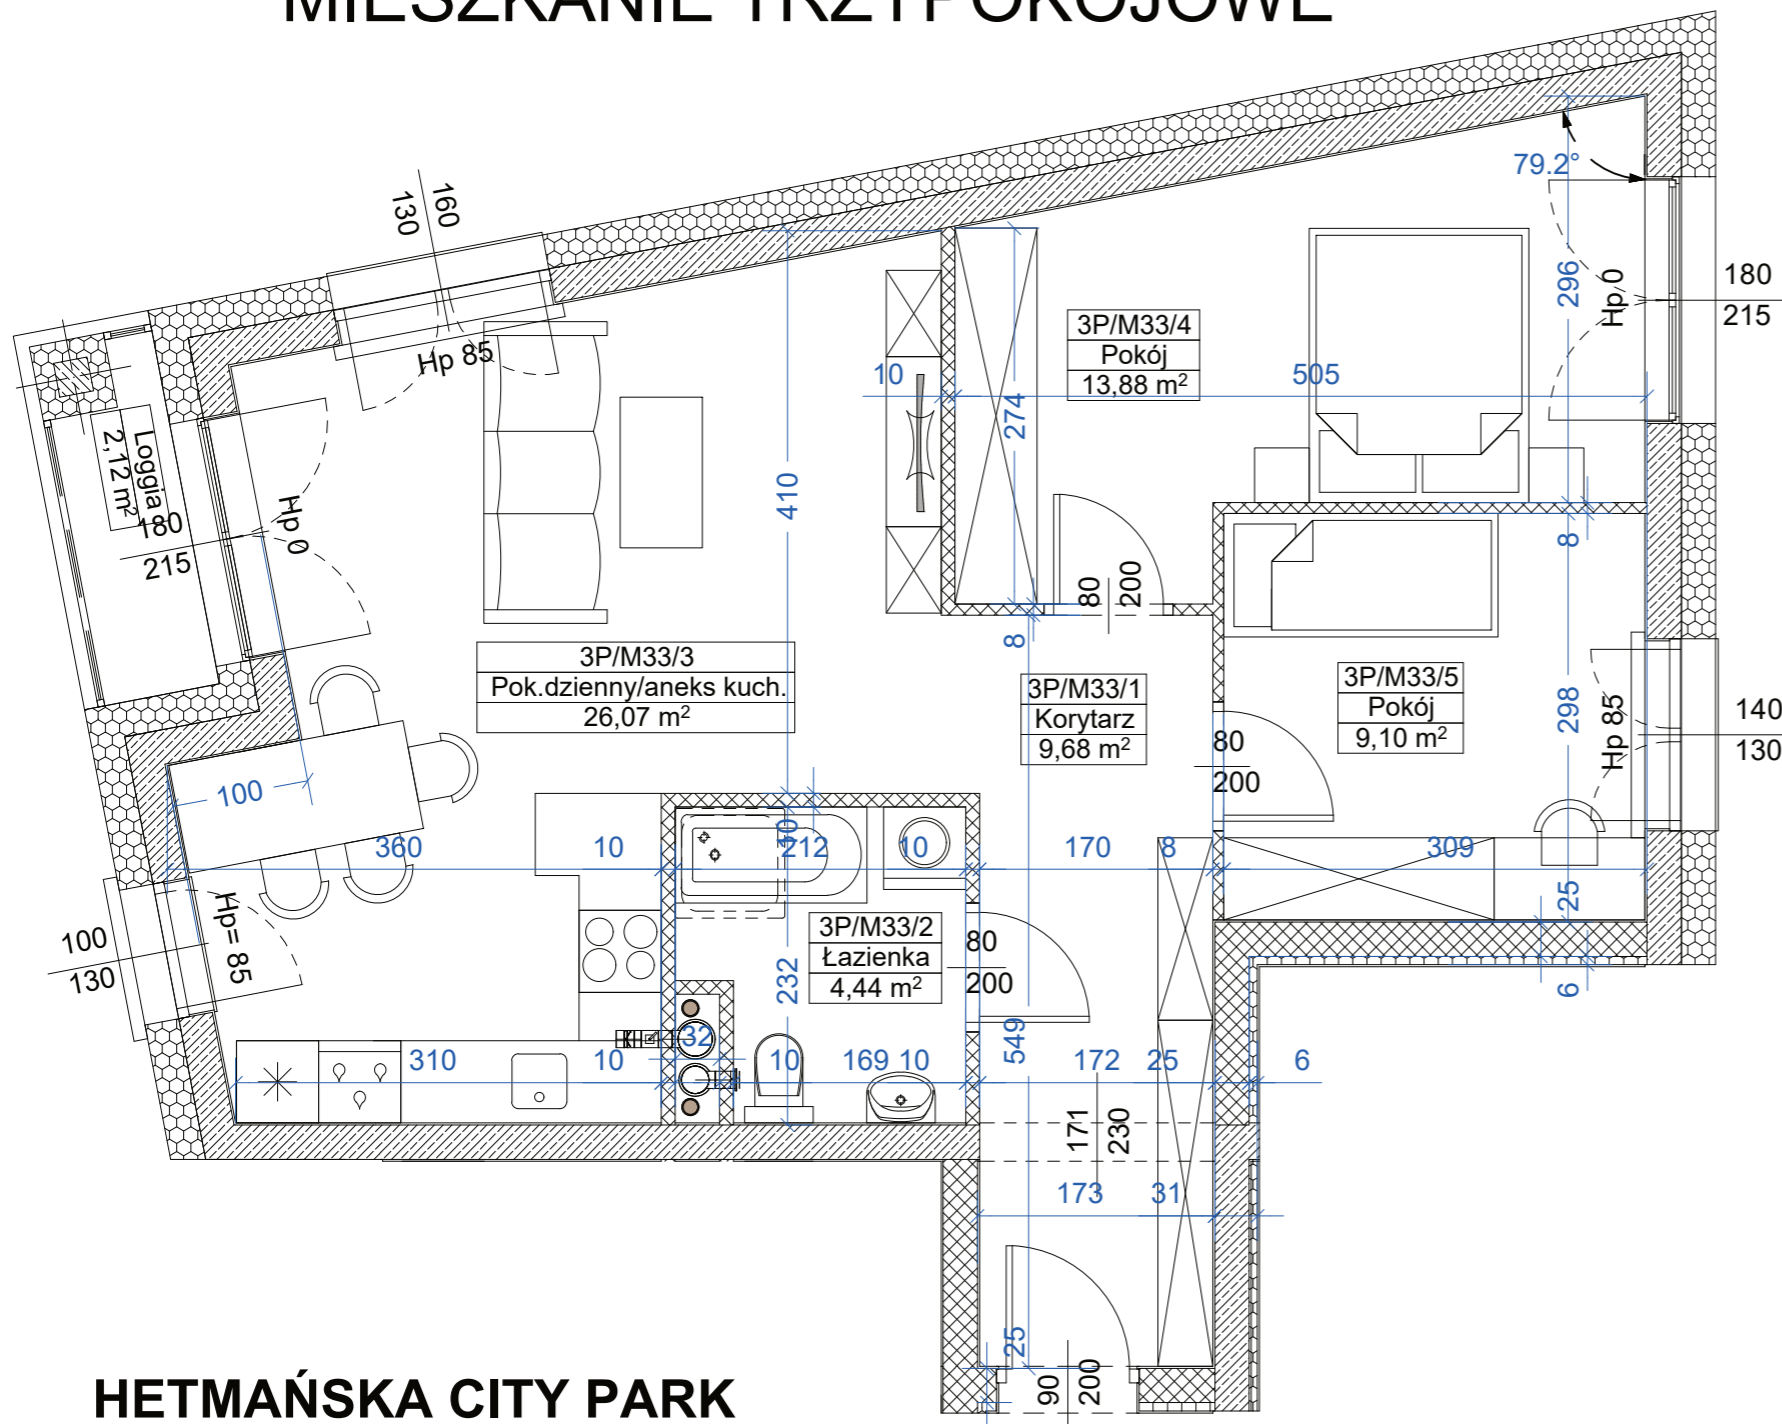 MIESZKANIE TRZYPOKOJOWE
160
130
79.2°
Hp 85
Hp 0
296
180
215
3P/M33/4
Pokój
13,88 m²
10
505
274
Loggia
2,12 m²
180
215
Hp 0
410
8
80
200
8
3P/M33/3
Pok.dzienny/aneks kuch.
26,07 m²
3P/M33/1
Korytarz
9,68 m²
3P/M33/5
Pokój
9,10 m²
298
Hp 85
140
130
80
200
100
10
360
10
212
10
170
8
309
25
Hp= 85
100
130
3P/M33/2
Łazienka
4,44 m²
80
200
232
6
32
549
310
10
10
169
10
172
25
6
171
230
173
31
25
90
200
HETMAŃSKA CITY PARK